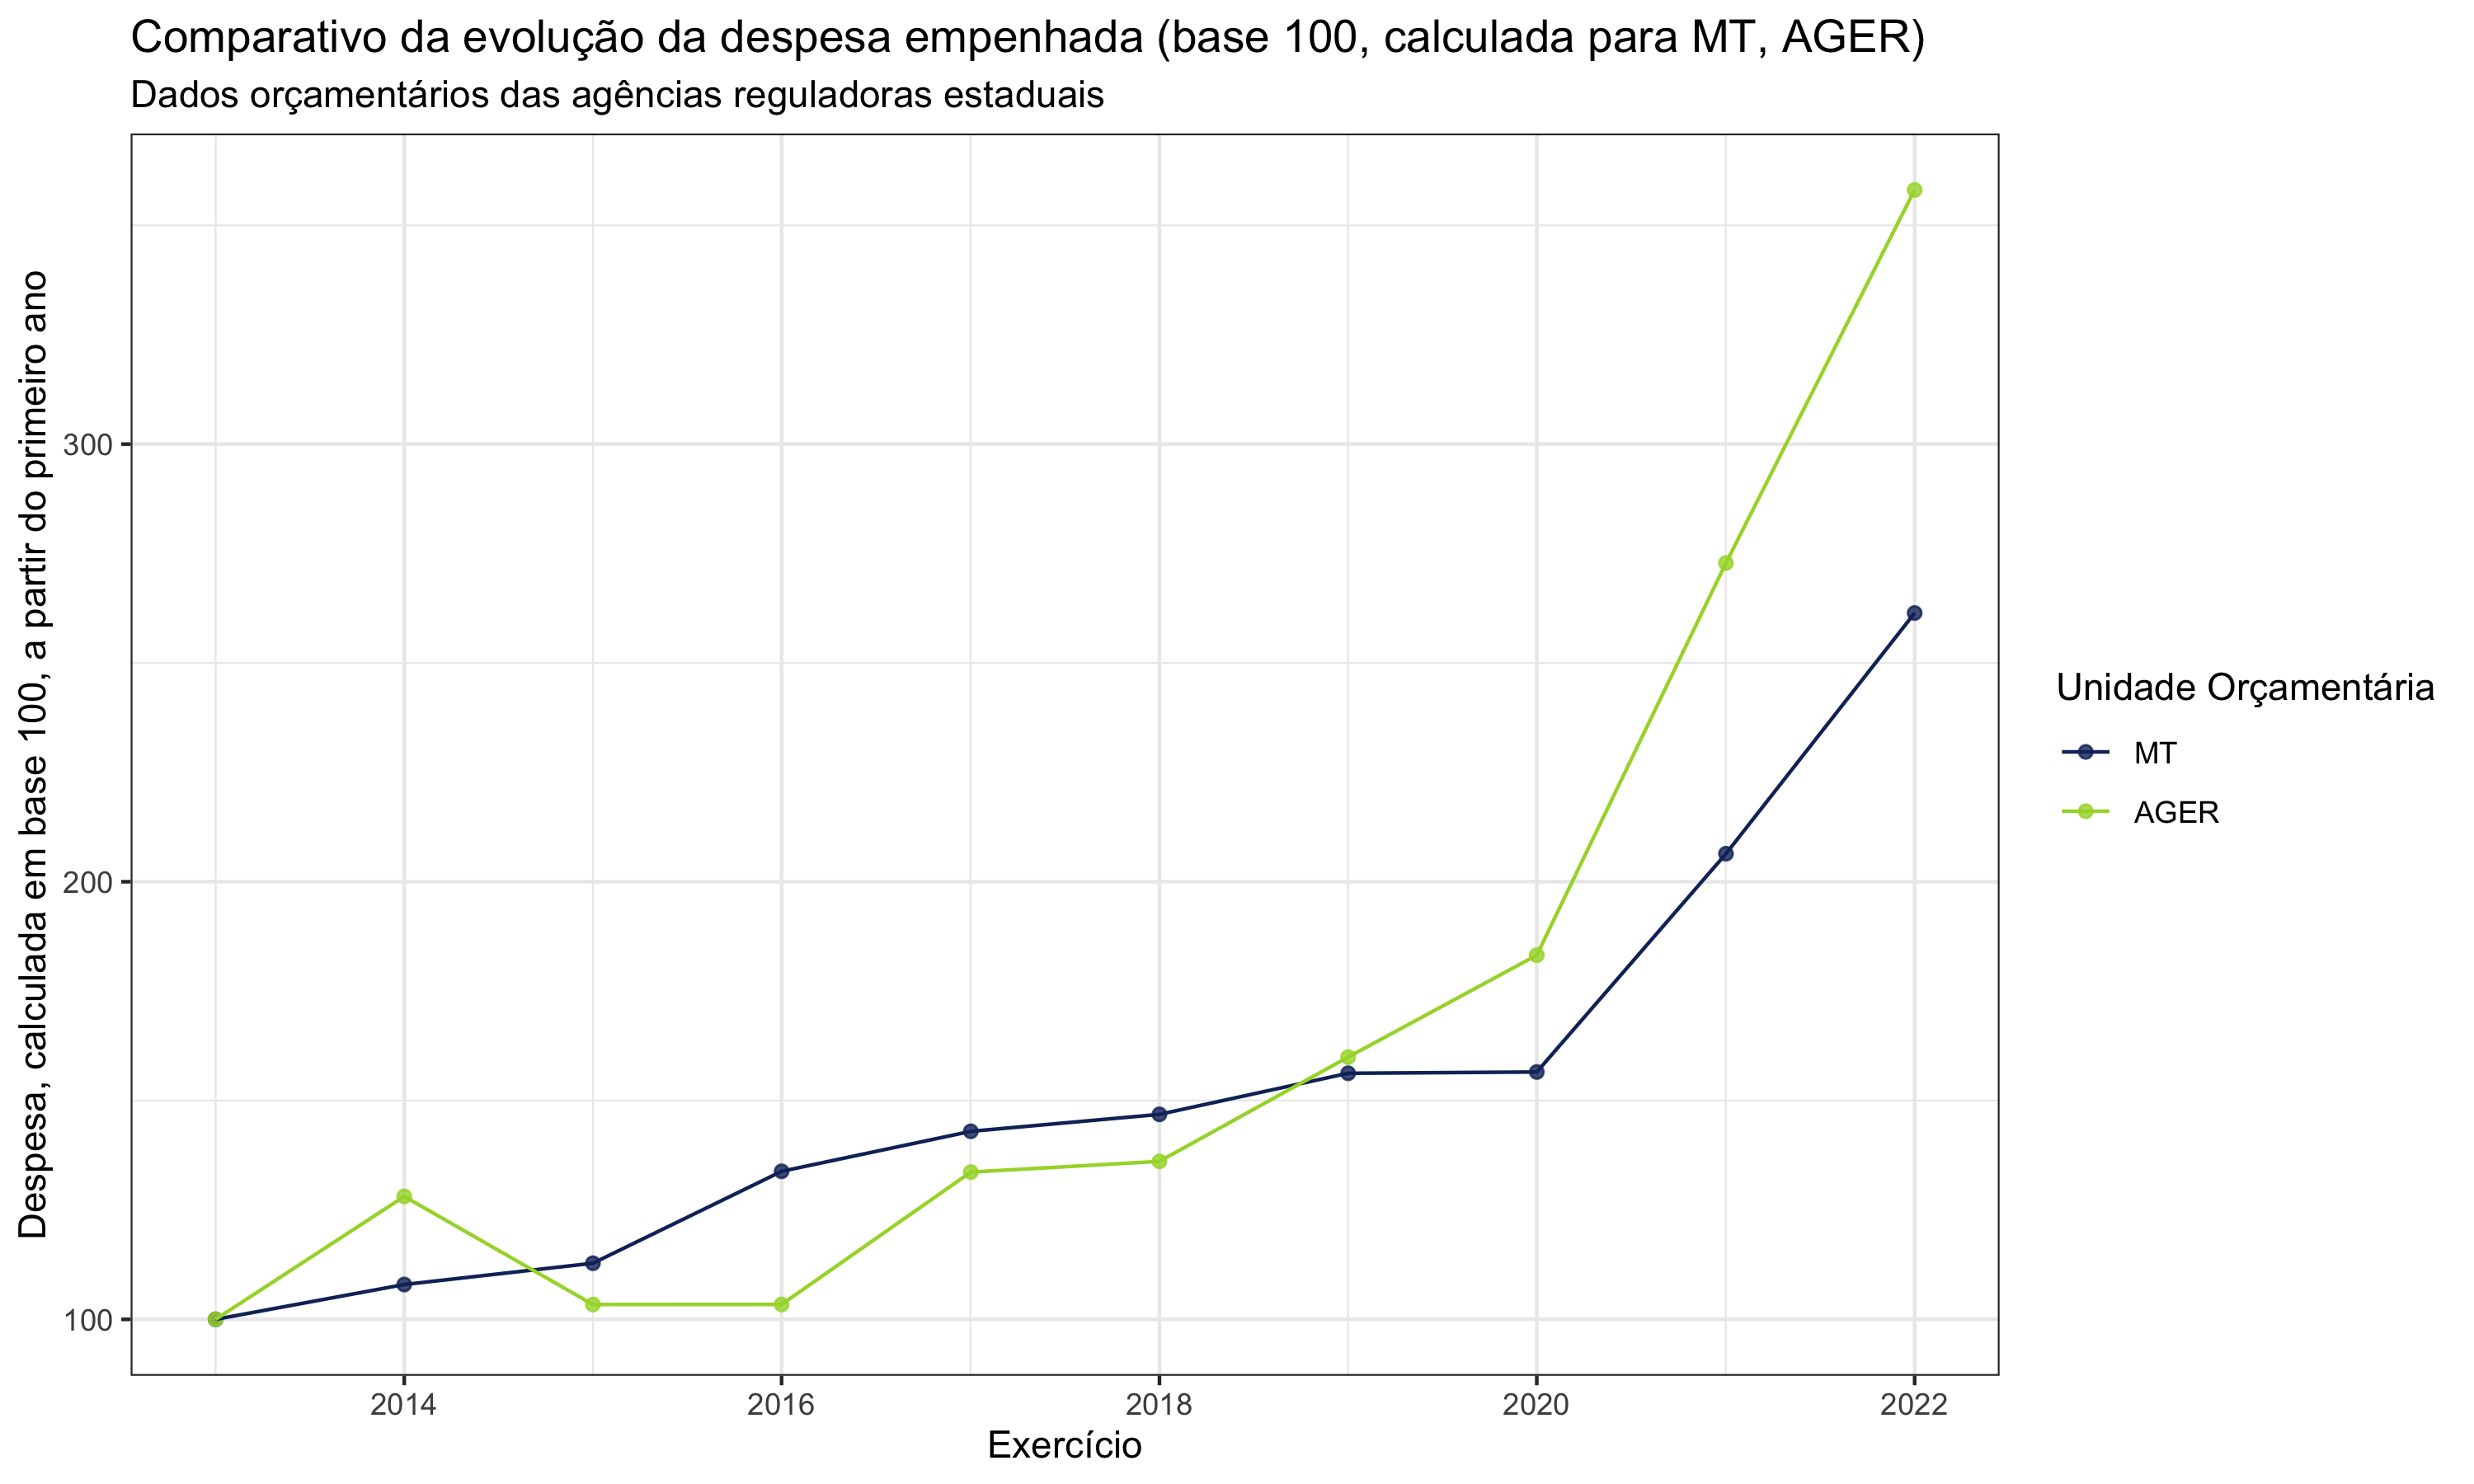 Comparativo da evolução da despesa empenhada (base 100, calculada para MT, AGER)
Dados orçamentários das agências reguladoras estaduais
Despesa, calculada em base 100, a partir do primeiro ano
300
200
100
2014
2016
2018
2020
2022
Exercício
Unidade Orçamentária
MT
AGER